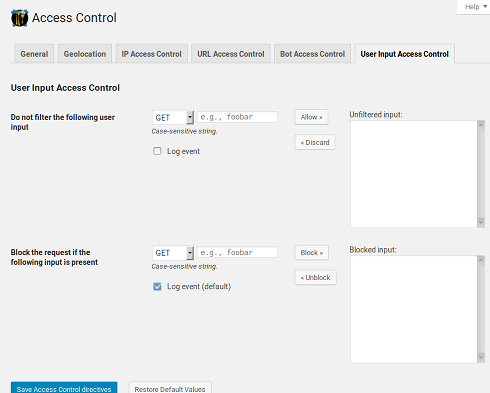 Help ▼
Access Control
General
Geolocation
IP Access Control
URL Access Control
Bot Access Control
User Input Access Control
User Input Access Control
Do not filter the following user
input
GET
e.g., foobar
Case-sensitive string.
Log event
Allow »
« Discard
Unfiltered input:
Block the request if the
following input is present
GET
e.g., foobar
Case-sensitive string.
Log event (default)
Block »
« Unblock
Blocked input:
Save Access Control directives
Restore Default Values